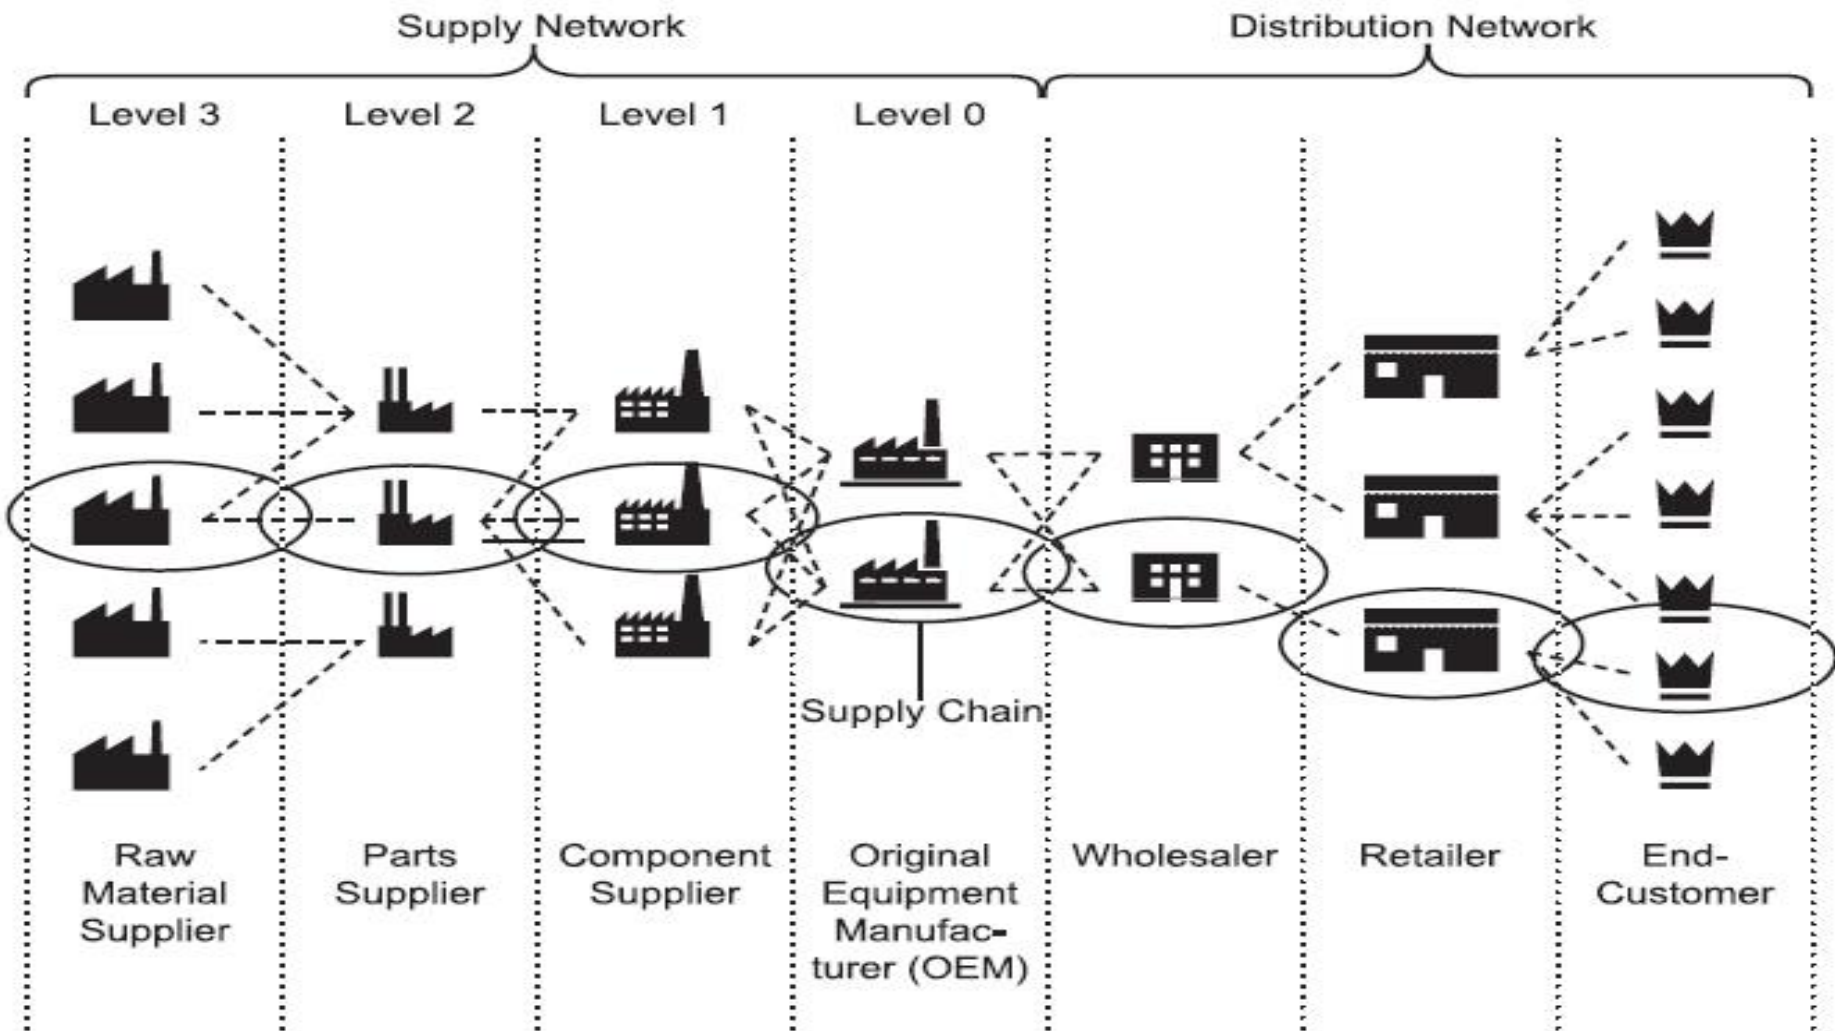 Supply Network
Distribution Network
Level 3
Level 2
Level 1
Level 0
Supply Chain
Raw
Material
Supplier
Parts
Supplier
Component
Supplier
Original
Equipment
Manufac-
turer (OEM)
Wholesaler
Retailer
End-
Customer